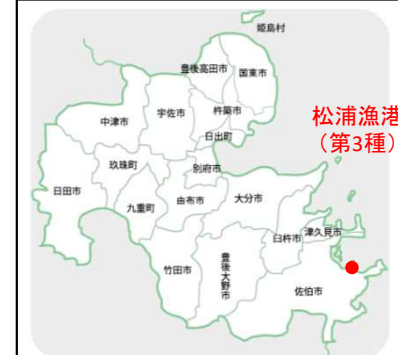 姫島村
豊後高田市
国東市
中津市
宇佐市
杵築市
日出町
松浦漁港
（第3種）
玖珠町
別府市
日田市
九重町
由布市
大分市
臼杵市
津久見市
竹田市
豊後大野市
佐伯市